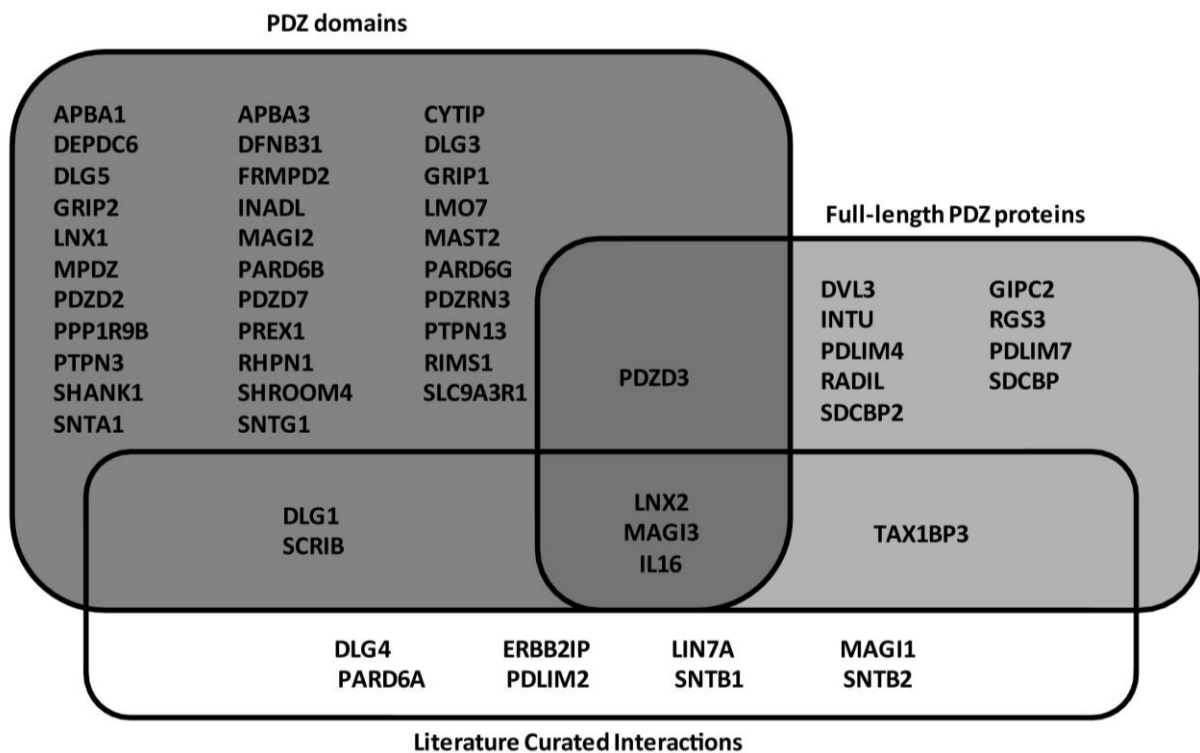 PDZ domains
APBA1 APBA3 CYTIP
DEPDC6 DFNB31 DLG3
DLG5 FRMPD2 GRIP1
GRIP2 INADL LMO7
LNX1 MAGI2 MAST2
MPDZ PARD6B PARD6G
PDZD2 PDZD7 PDZRN3
PPP1R9B PREX1 PTPN13
PTPN3 RHPN1 RIMS1
SHANK1 SHROOM4 SLC9A3R1
SNTA1 SNTG1
Full-length PDZ proteins
DVL3 GIPC2
INTU RGS3
PDLIM4 PDLIM7
RADIL SDCBP
SDCBP2
PDZD3
DLG1
SCRIB
LNX2
MAGI3
IL16
TAX1BP3
DLG4 ERBB2IP LIN7A MAGI1
PARD6A PDLIM2 SNTB1 SNTB2
Literature Curated Interactions